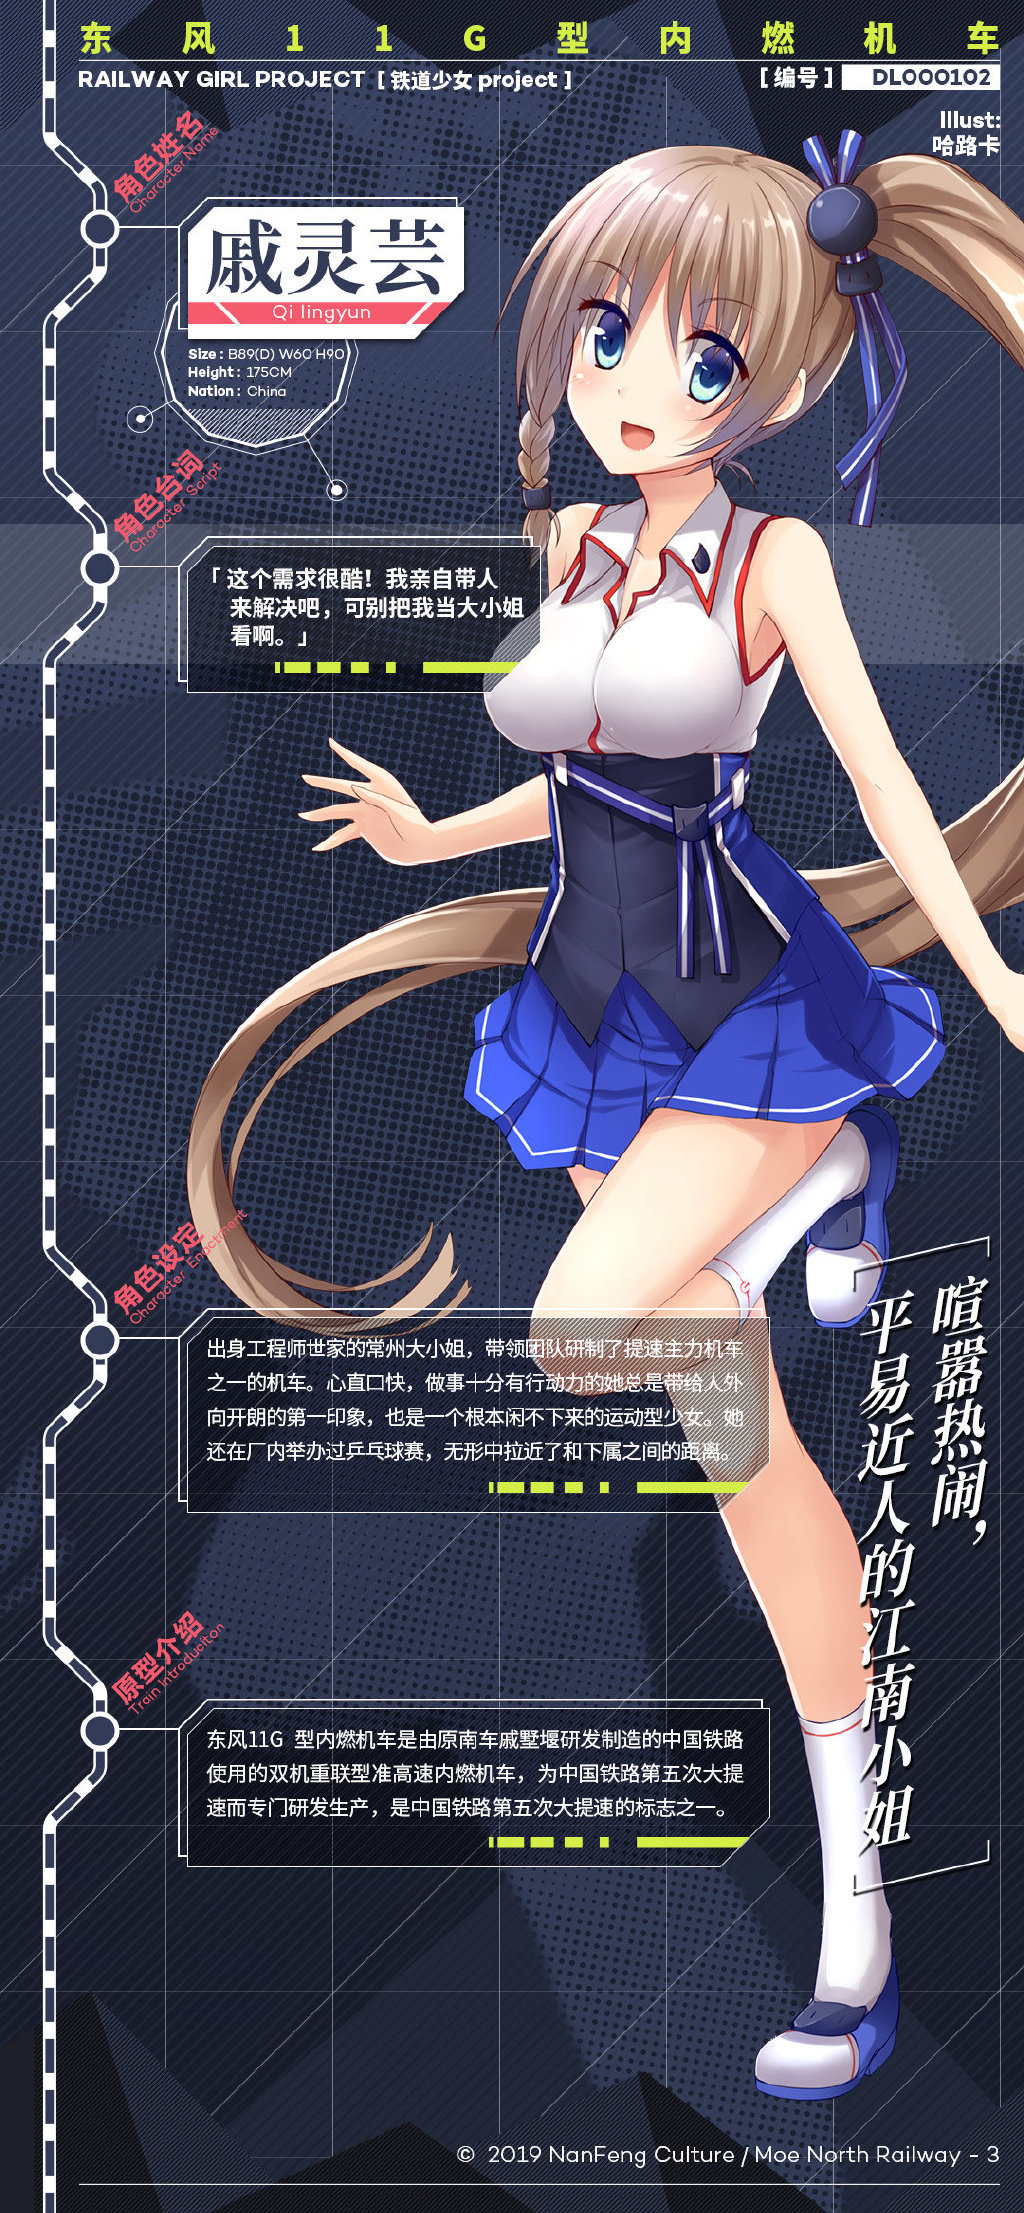 东风11G型内燃机车
RAILWAY GIRL PROJECT [ 铁道少女 project ]
[ 编号 ] DL000102
Illust:
哈路卡
角色姓名
Character Name
戚灵芸
Qi lingyun
Size : B89(D) W60 H90
Height : 175CM
Nation : China
角色台词
Character Script
「 这个需求很酷！我亲自带人
来解决吧，可别把我当大小姐
看啊。」
角色设定
Character Enactment
出身工程师世家的常州大小姐，带领团队研制了提速主力机车
之一的机车。心直口快，做事十分有行动力的她总是带给人外
向开朗的第一印象，也是一个根本闲不下来的运动型少女。她
还在厂内举办过乒乓球赛，无形中拉近了和下属之间的距离。
喧嚣热闹，
平易近人的江南小姐
原型介绍
Train Introduciton
东风11G 型内燃机车是由原南车戚墅堰研发制造的中国铁路
使用的双机重联型准高速内燃机车，为中国铁路第五次大提
速而专门研发生产，是中国铁路第五次大提速的标志之一。
© 2019 NanFeng Culture / Moe North Railway - 3